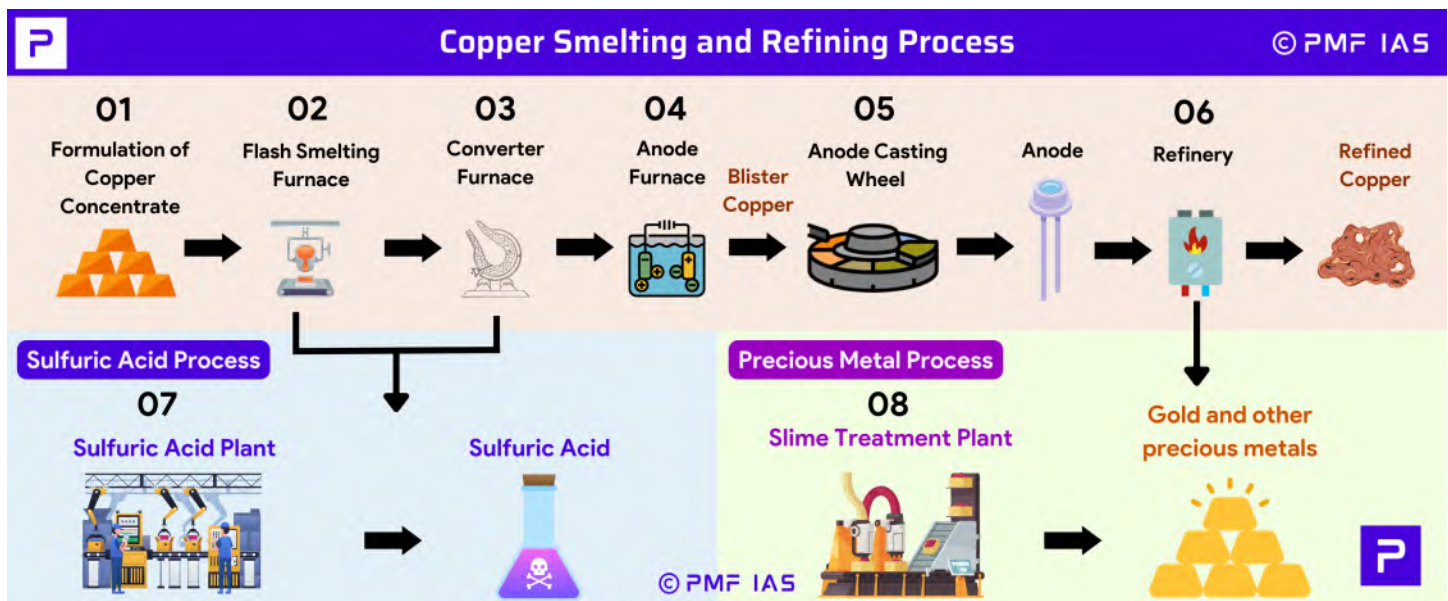 P
Copper Smelting and Refining Process
© PMF IAS
01
Formulation of
Copper
Concentrate
02
Flash Smelting
Furnace
03
Converter
Furnace
04
Anode
Furnace
Blister
Copper
05
Anode Casting
Wheel
Anode
06
Refinery
Refined
Copper
Sulfuric Acid Process
07
Sulfuric Acid Plant
Sulfuric Acid
Precious Metal Process
08
Slime Treatment Plant
Gold and other
precious metals
© PMF IAS
P